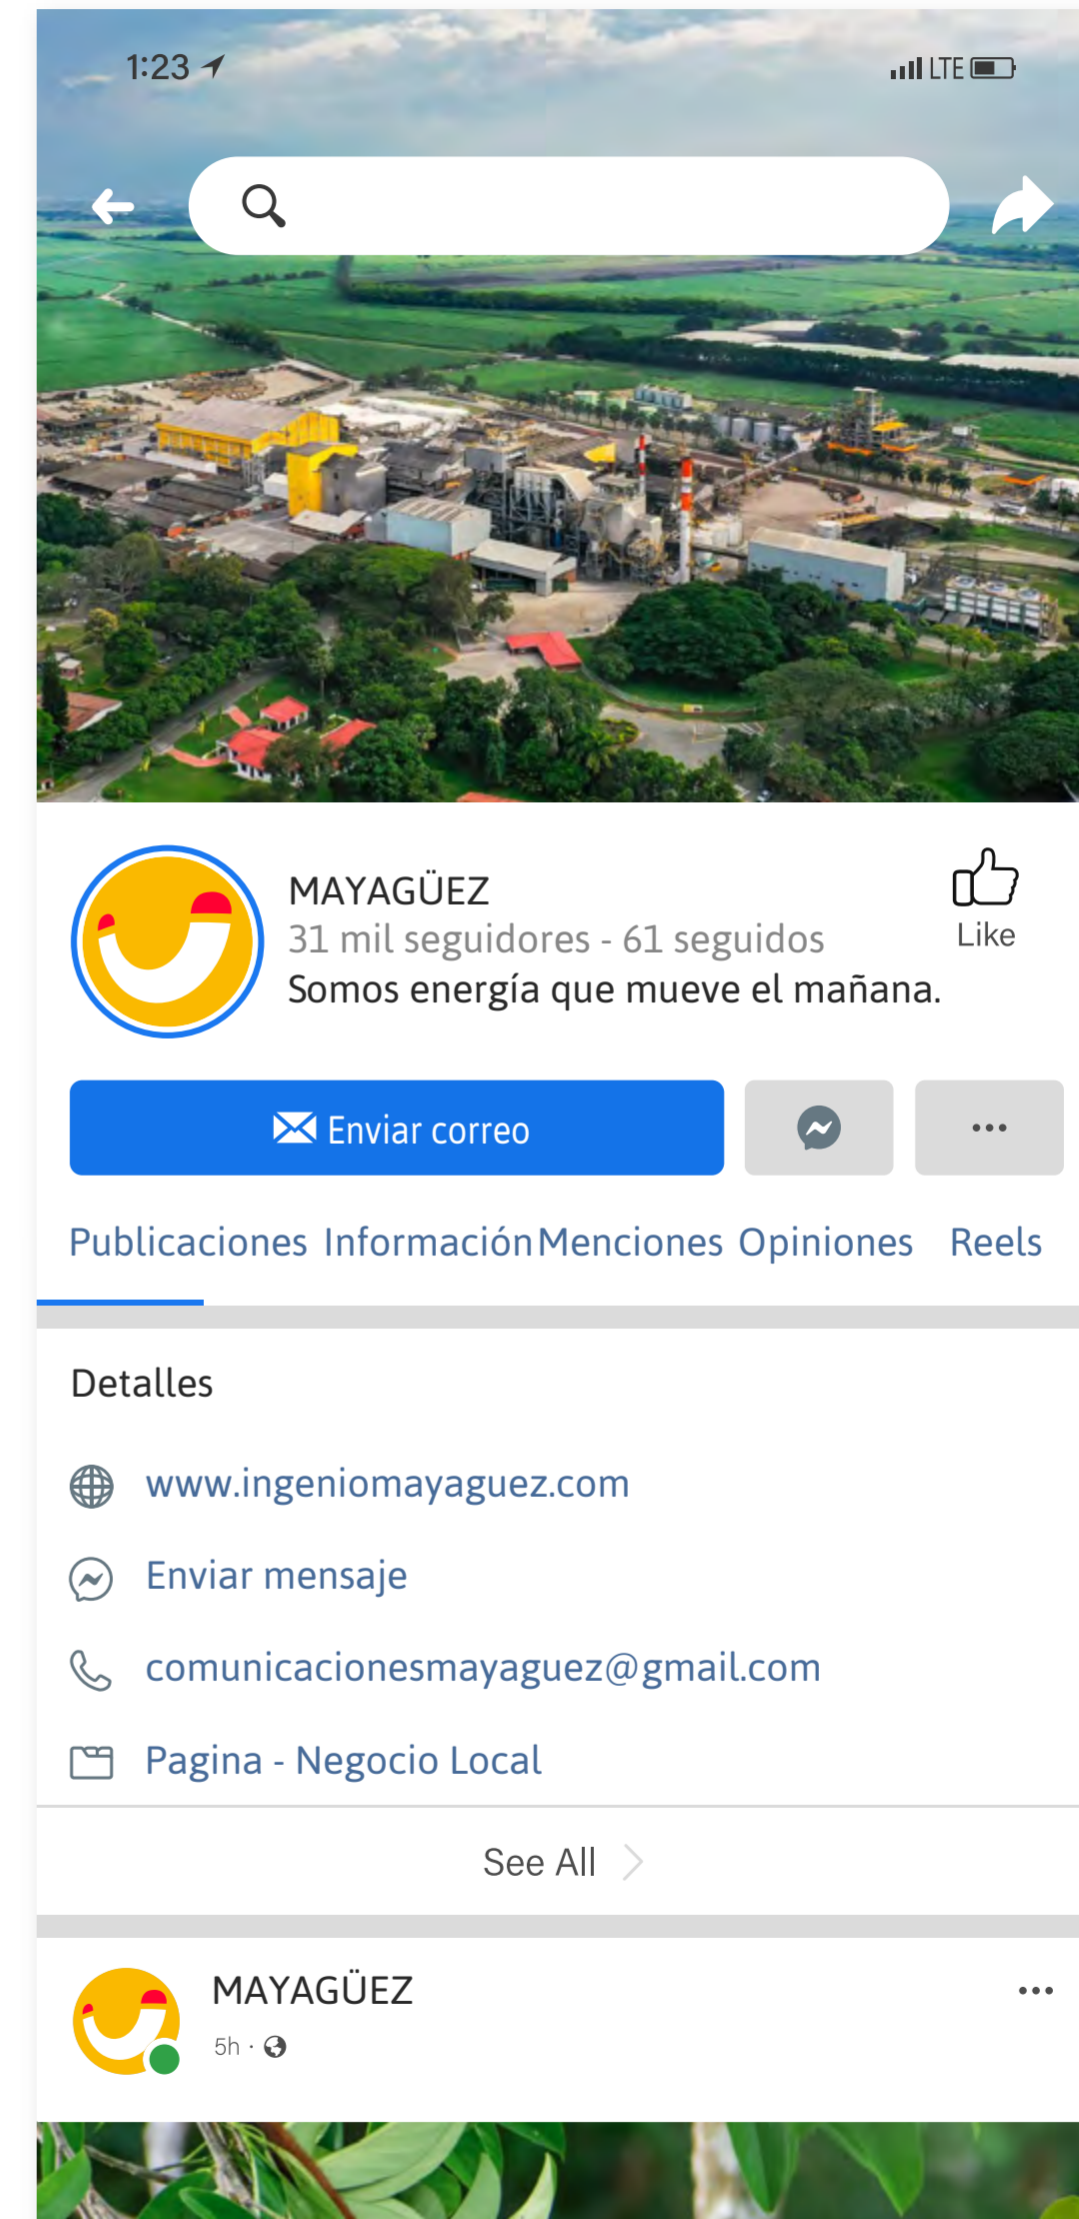 1:23
LTE
MAYAGÜEZ
31 mil seguidores - 61 seguidos
Like
Somos energía que mueve el mañana.
Enviar correo
Publicaciones Información Menciones Opiniones Reels
Detalles
www.ingeniomayaguez.com
Enviar mensaje
comunicacionesmayaguez@gmail.com
Pagina - Negocio Local
See All
MAYAGÜEZ
5h ·